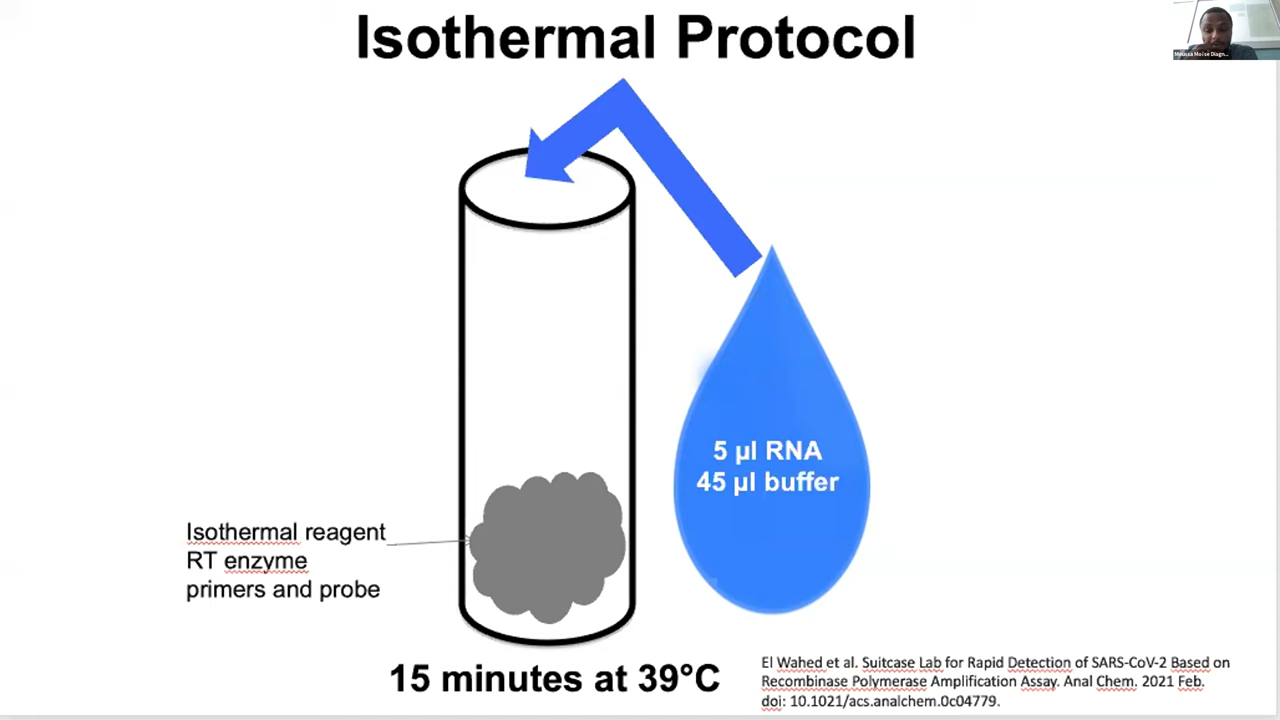 Isothermal Protocol
5 µl RNA
45 µl buffer
Isothermal reagent
RT enzyme
primers and probe
15 minutes at 39°C
El Wahed et al. Suitcase Lab for Rapid Detection of SARS-CoV-2 Based on
Recombinase Polymerase Amplification Assay. Anal Chem. 2021 Feb.
doi: 10.1021/acs.analchem.0c04779.